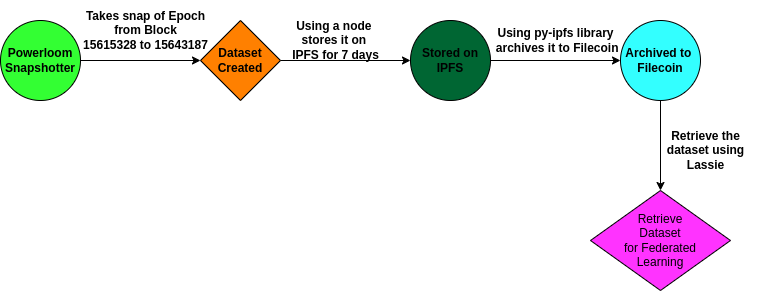 Powerloom
Snapshotter
Takes snap of Epoch
from Block
15615328 to 15643187
Dataset
Created
Using a node
stores it on
IPFS for 7 days
Stored on
IPFS
Using py-ipfs library
archives it to Filecoin
Archived to
Filecoin
Retrieve the
dataset using
Lassie
Retrieve
Dataset
for Federated
Learning